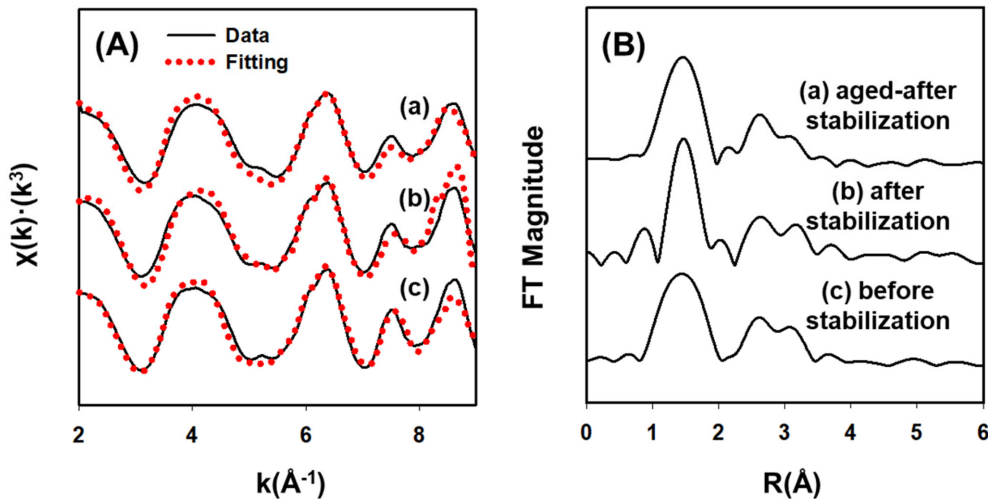 (A)
Data
Fitting
(a)
(b)
(c)
2
4
6
8
k(Å⁻¹)
χ(k)·(k³)
(B)
(a) aged-after
stabilization
(b) after
stabilization
(c) before
stabilization
0
1
2
3
4
5
6
R(Å)
FT Magnitude